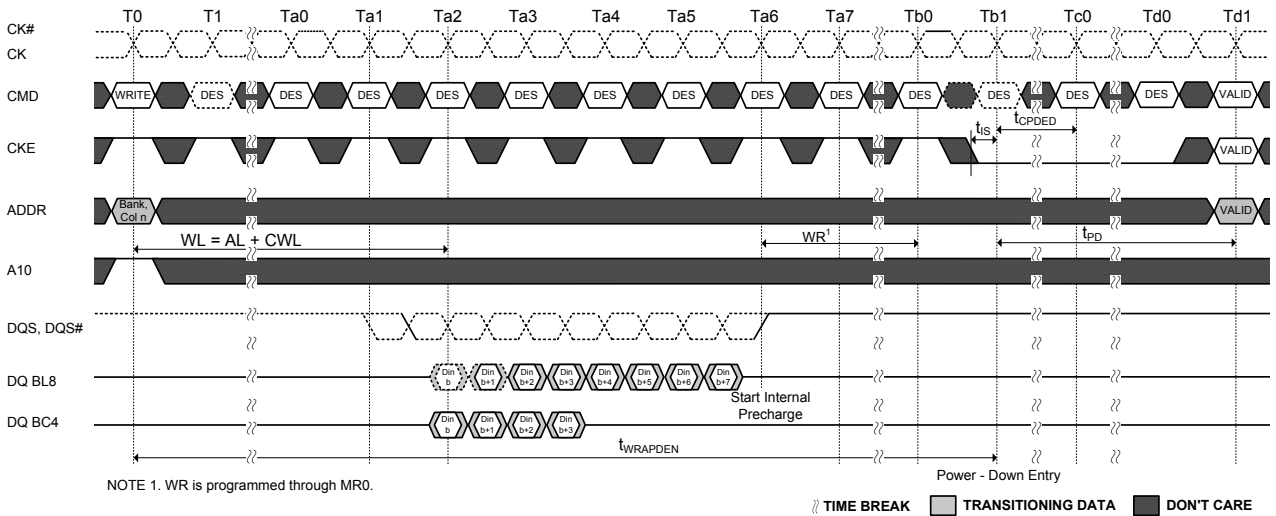 T0 T1 Ta0 Ta1 Ta2 Ta3 Ta4 Ta5 Ta6 Ta7 Tb0 Tb1 Tc0 Td0 Td1
CK#
CK
CMD WRITE DES DES DES DES DES DES DES DES DES DES DES DES DES VALID
tIS tCPDED
CKE VALID
ADDR Bank, Col n VALID
WL = AL + CWL WR1 tPD
A10
DQS, DQS#
DQ BL8 Din b Din b+1 Din b+2 Din b+3 Din b+4 Din b+5 Din b+6 Din b+7
Start Internal
Precharge
DQ BC4 Din b Din b+1 Din b+2 Din b+3
tWRAPDEN
Power - Down Entry
NOTE 1. WR is programmed through MR0.
TIME BREAK TRANSITIONING DATA DON'T CARE